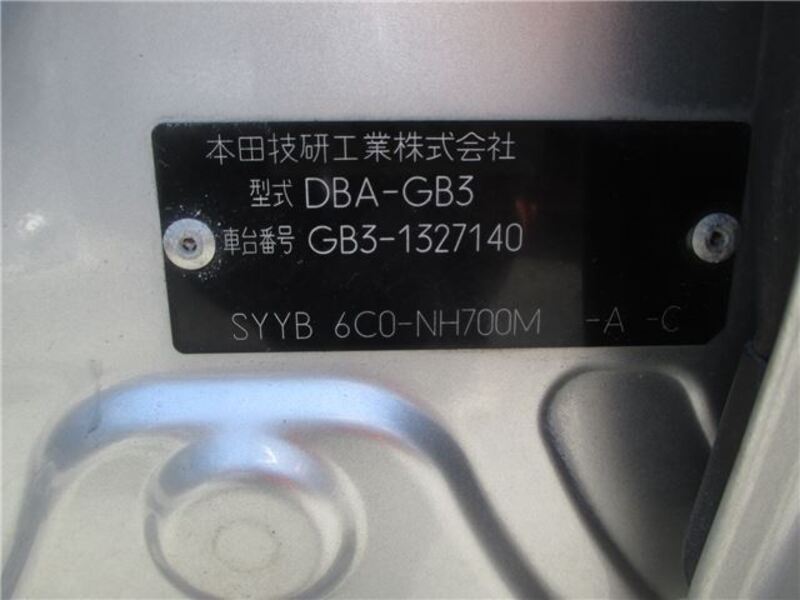 本田技研工業株式会社
型式 DBA-GB3
車台番号 GB3-1327140
SYYB 6C0-NH700M -A -C